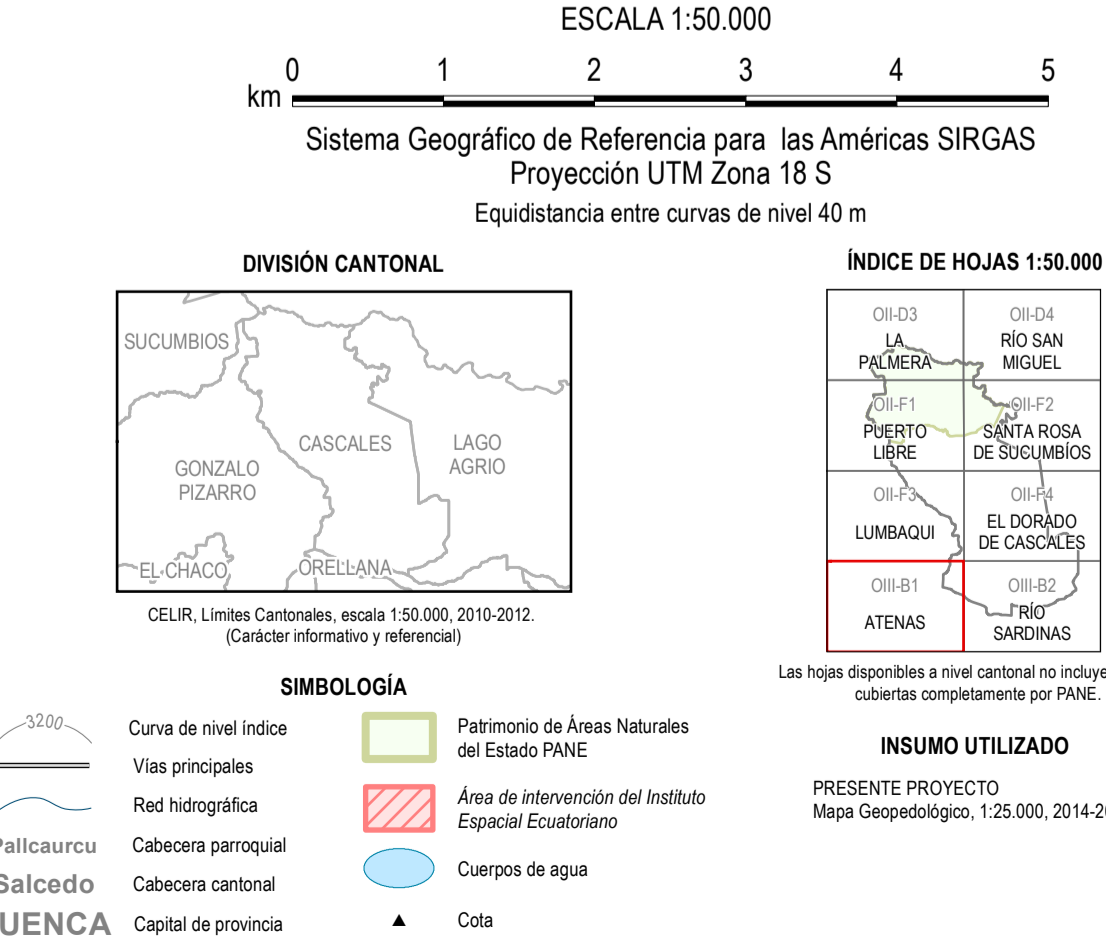 ESCALA 1:50.000
0 1 2 3 4 5
km
Sistema Geográfico de Referencia para las Américas SIRGAS
Proyección UTM Zona 18 S
Equidistancia entre curvas de nivel 40 m
DIVISIÓN CANTONAL
SUCUMBIOS
CASCALES
LAGO
AGRIO
GONZALO
PIZARRO
EL CHACO
ORELLANA
CELIR, Límites Cantonales, escala 1:50.000, 2010-2012.
(Carácter informativo y referencial)
ÍNDICE DE HOJAS 1:50.000
OII-D3
LA
PALMERA
OII-D4
RÍO SAN
MIGUEL
OII-F1
PUERTO
LIBRE
OII-F2
SANTA ROSA
DE SUCUMBÍOS
OII-F3
LUMBAQUI
OII-F4
EL DORADO
DE CASCALES
OIII-B1
ATENAS
OIII-B2
RÍO
SARDINAS
Las hojas disponibles a nivel cantonal no incluye
cubiertas completamente por PANE.
SIMBOLOGÍA
3200
Curva de nivel índice
Vías principales
Red hidrográfica
Pallcaurcu Cabecera parroquial
Salcedo Cabecera cantonal
UENCA Capital de provincia
Patrimonio de Áreas Naturales
del Estado PANE
Área de intervención del Instituto
Espacial Ecuatoriano
Cuerpos de agua
Cota
INSUMO UTILIZADO
PRESENTE PROYECTO
Mapa Geopedológico, 1:25.000, 2014-2